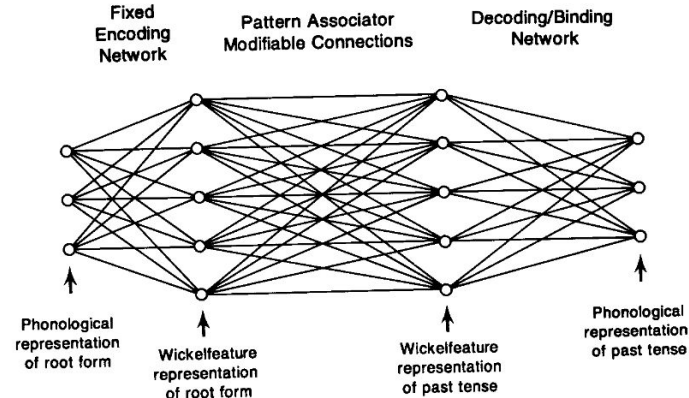 Fixed
Encoding
Network
Pattern Associator
Modifiable Connections
Decoding/Binding
Network
Phonological
representation
of root form
Wickelfeature
representation
of root form
Wickelfeature
representation
of past tense
Phonological
representation
of past tense